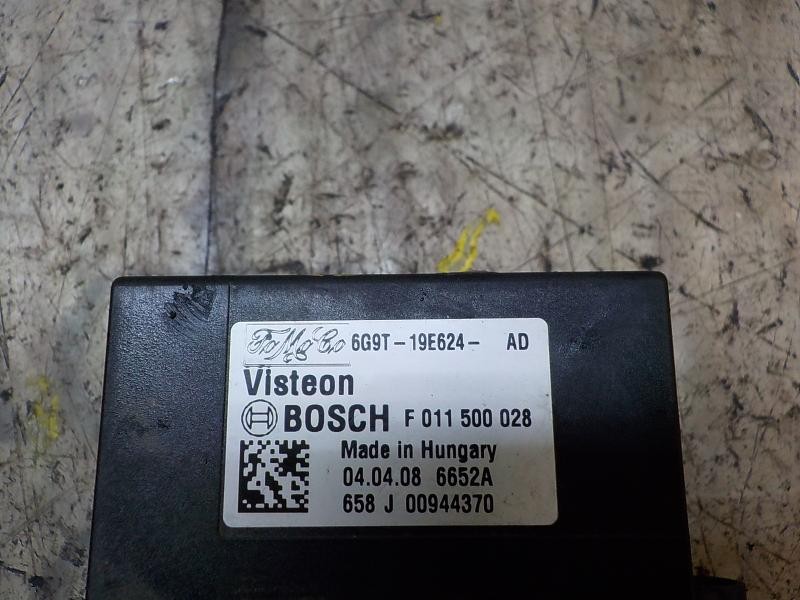 FoMoCo 6G9T-19E624- AD
Visteon
BOSCH F 011 500 028
Made in Hungary
04.04.08 6652A
658 J 00944370